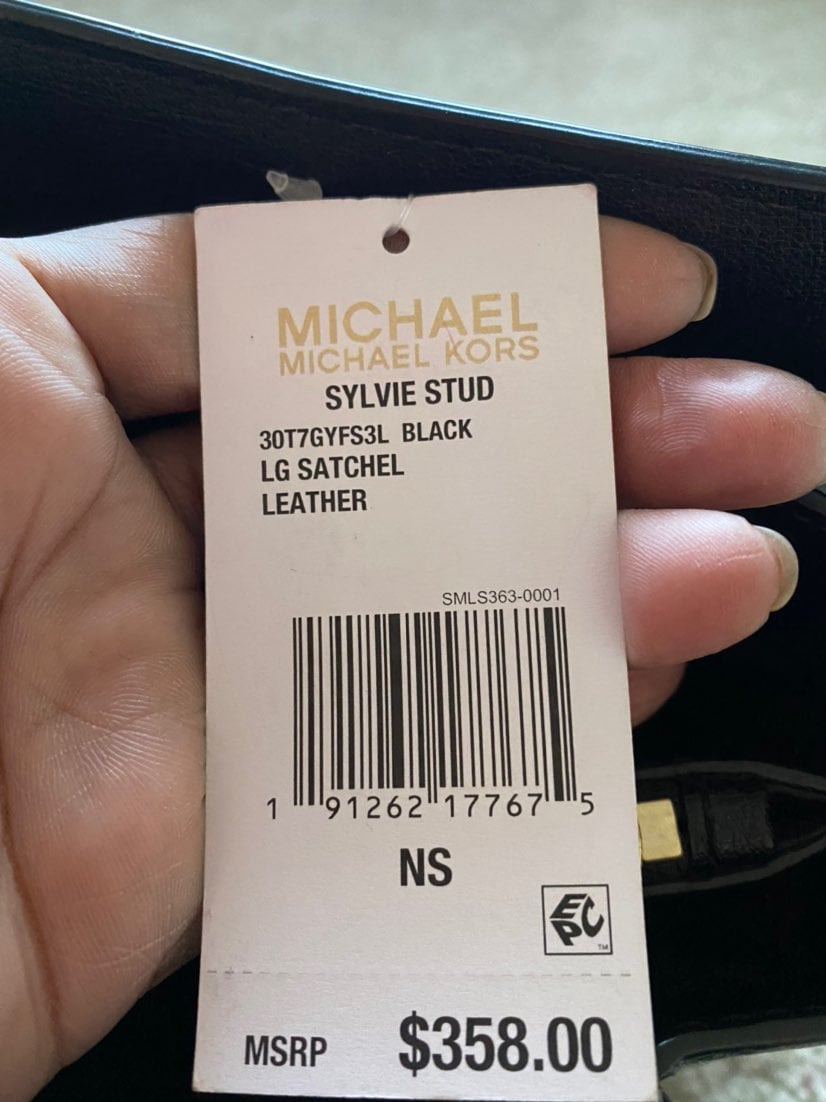 MICHAEL
MICHAEL KORS
SYLVIE STUD
30T7GYFS3L BLACK
LG SATCHEL
LEATHER
SMLS363-0001
1 91262 17767 5
NS
EPC
TM
MSRP $358.00